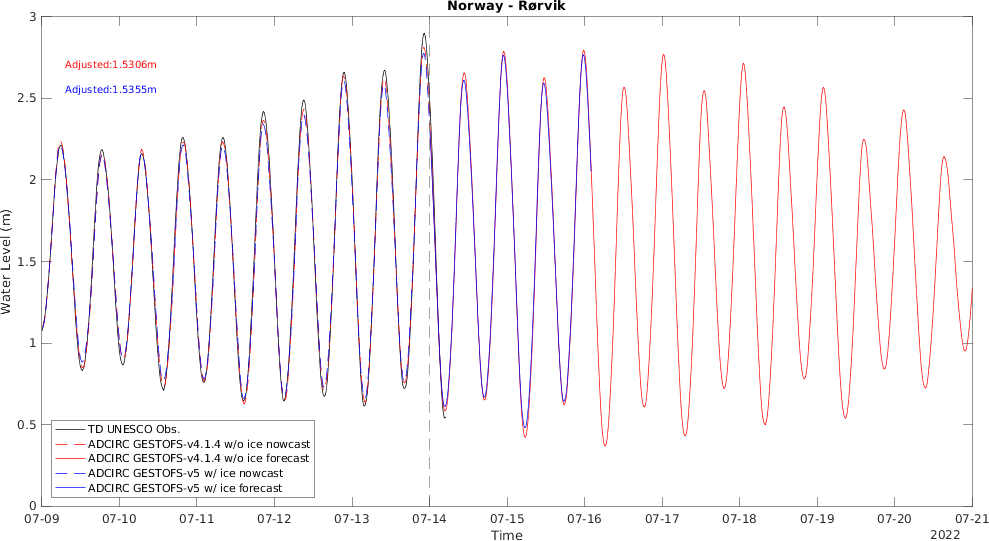 Norway - Rørvik
3
2.5
2
1.5
1
0.5
0
Water Level (m)
Adjusted:1.5306m
Adjusted:1.5355m
TD UNESCO Obs.
ADCIRC GESTOFS-v4.1.4 w/o ice nowcast
ADCIRC GESTOFS-v4.1.4 w/o ice forecast
ADCIRC GESTOFS-v5 w/ ice nowcast
ADCIRC GESTOFS-v5 w/ ice forecast
07-09 07-10 07-11 07-12 07-13 07-14 07-15 07-16 07-17 07-18 07-19 07-20 07-21
Time
2022